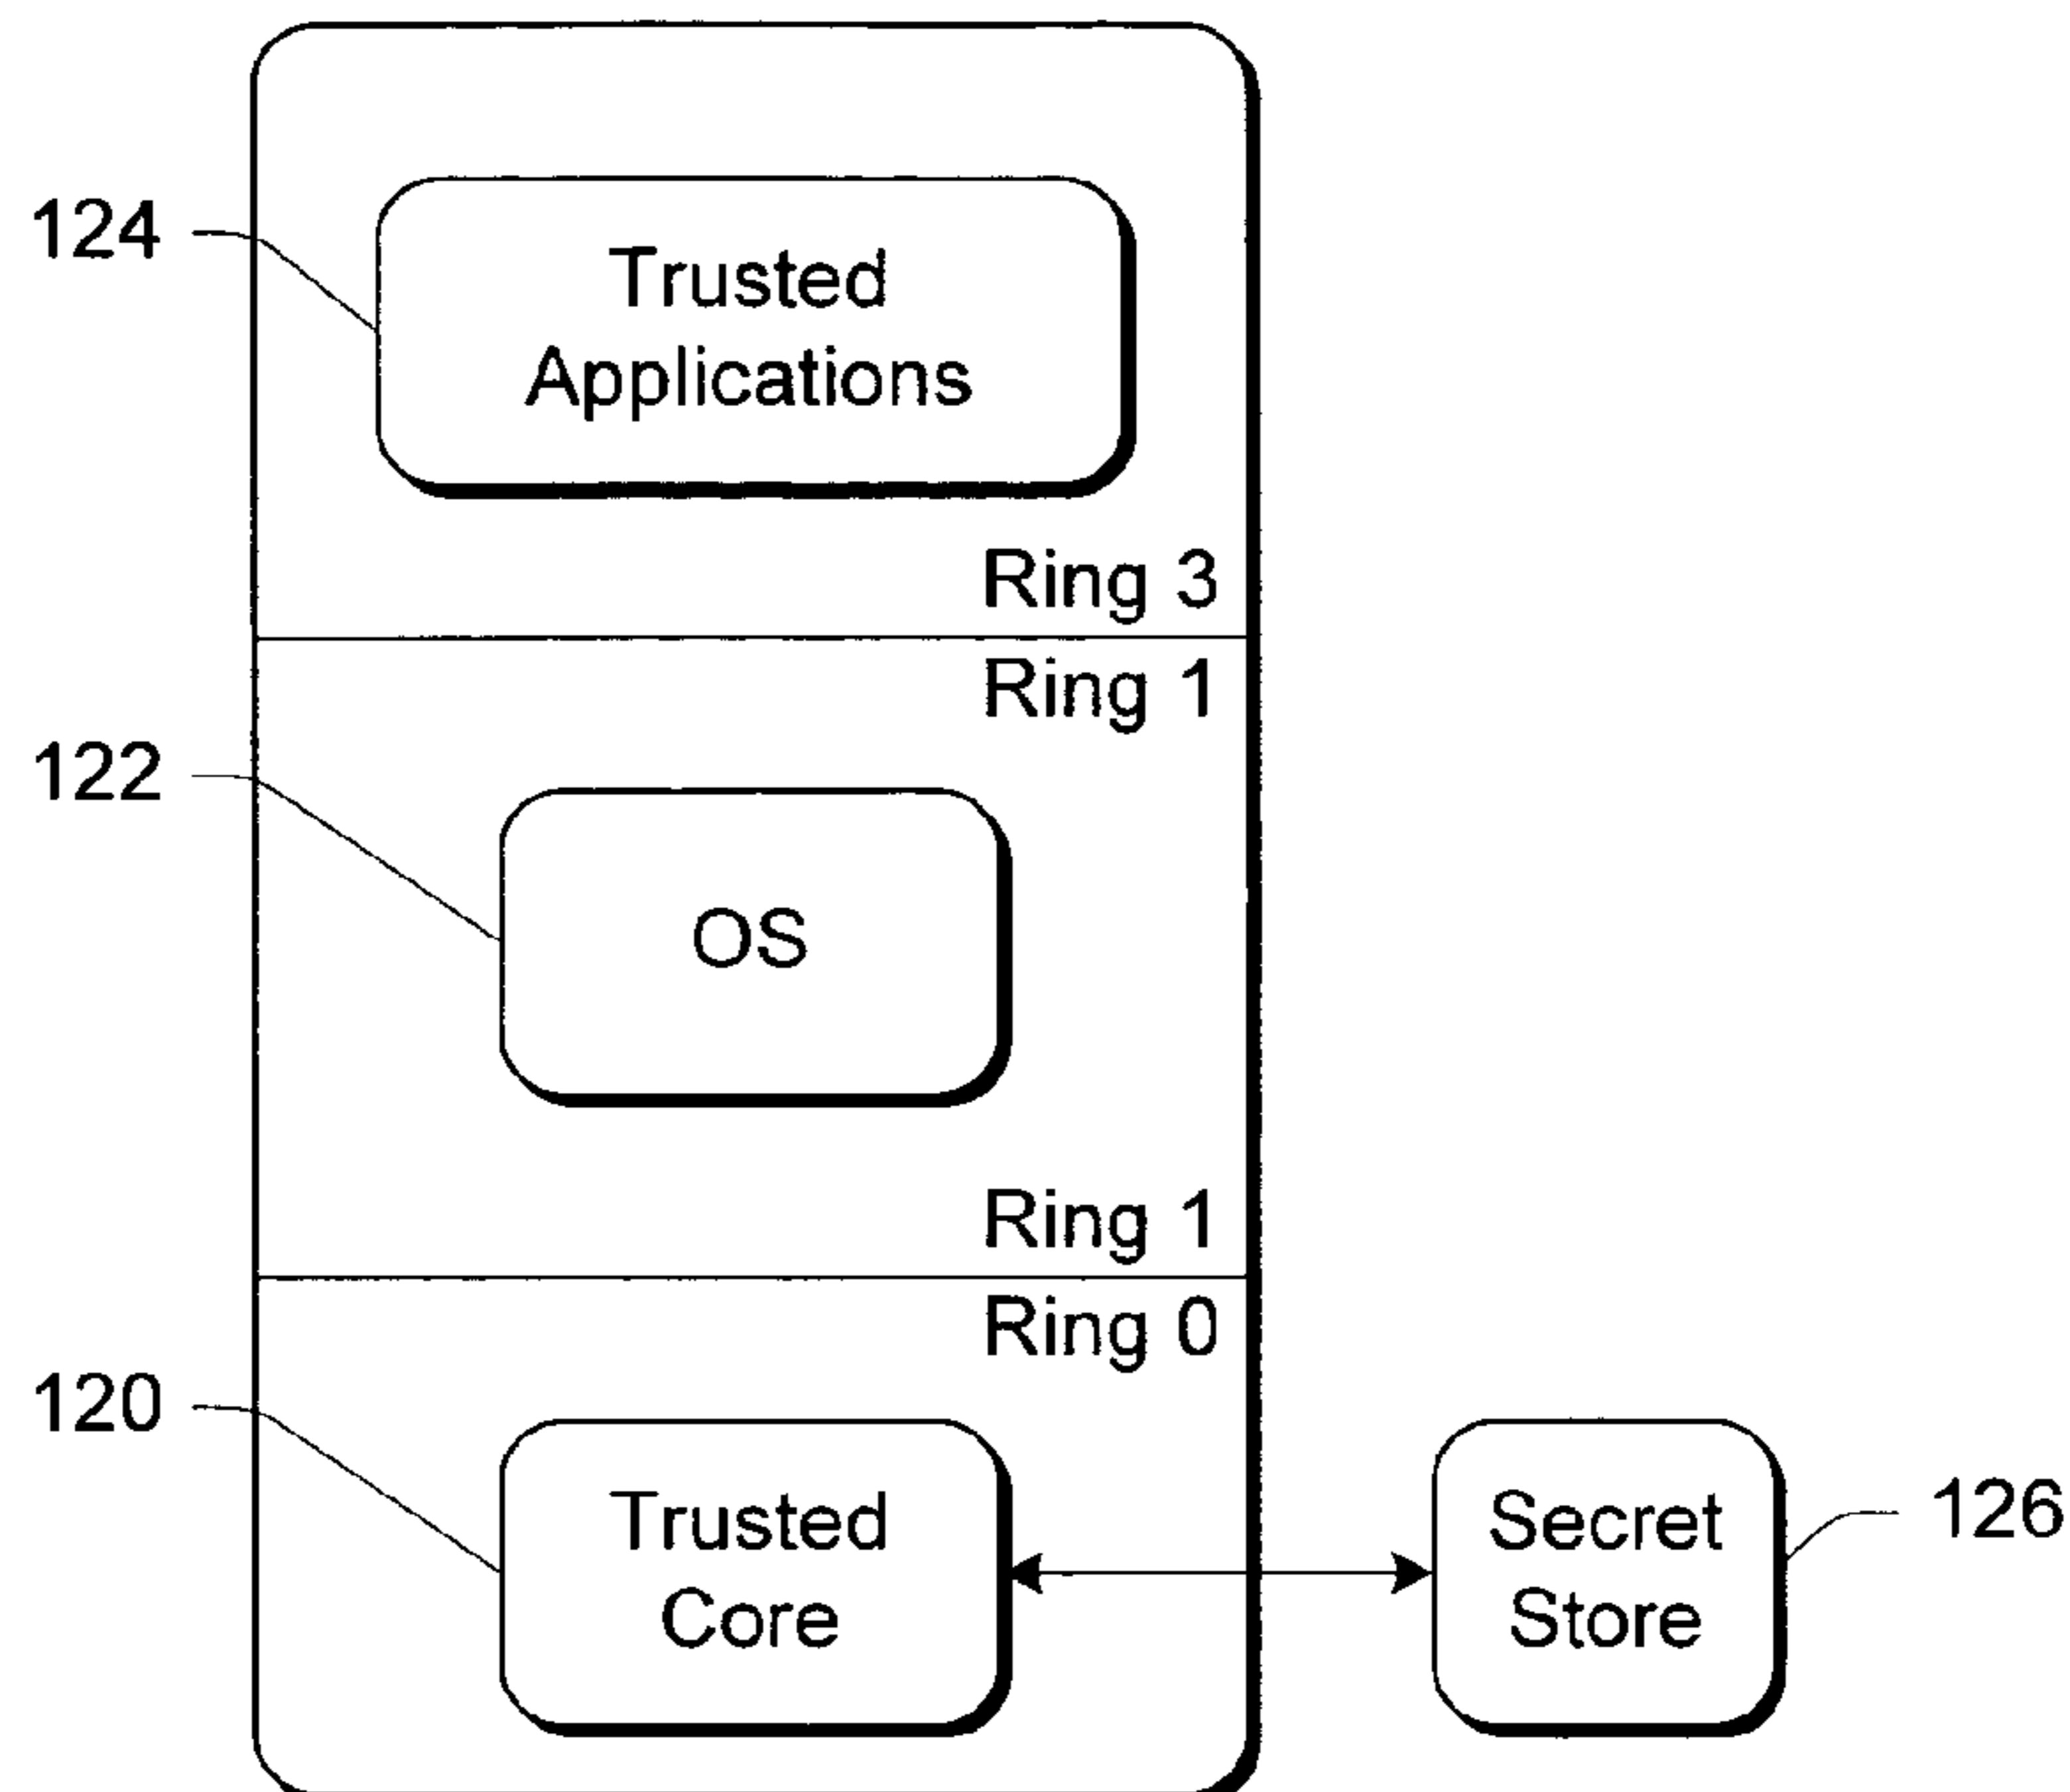 124
Trusted
Applications
Ring 3
Ring 1
122
OS
Ring 1
Ring 0
120
Trusted
Core
Secret
Store
126